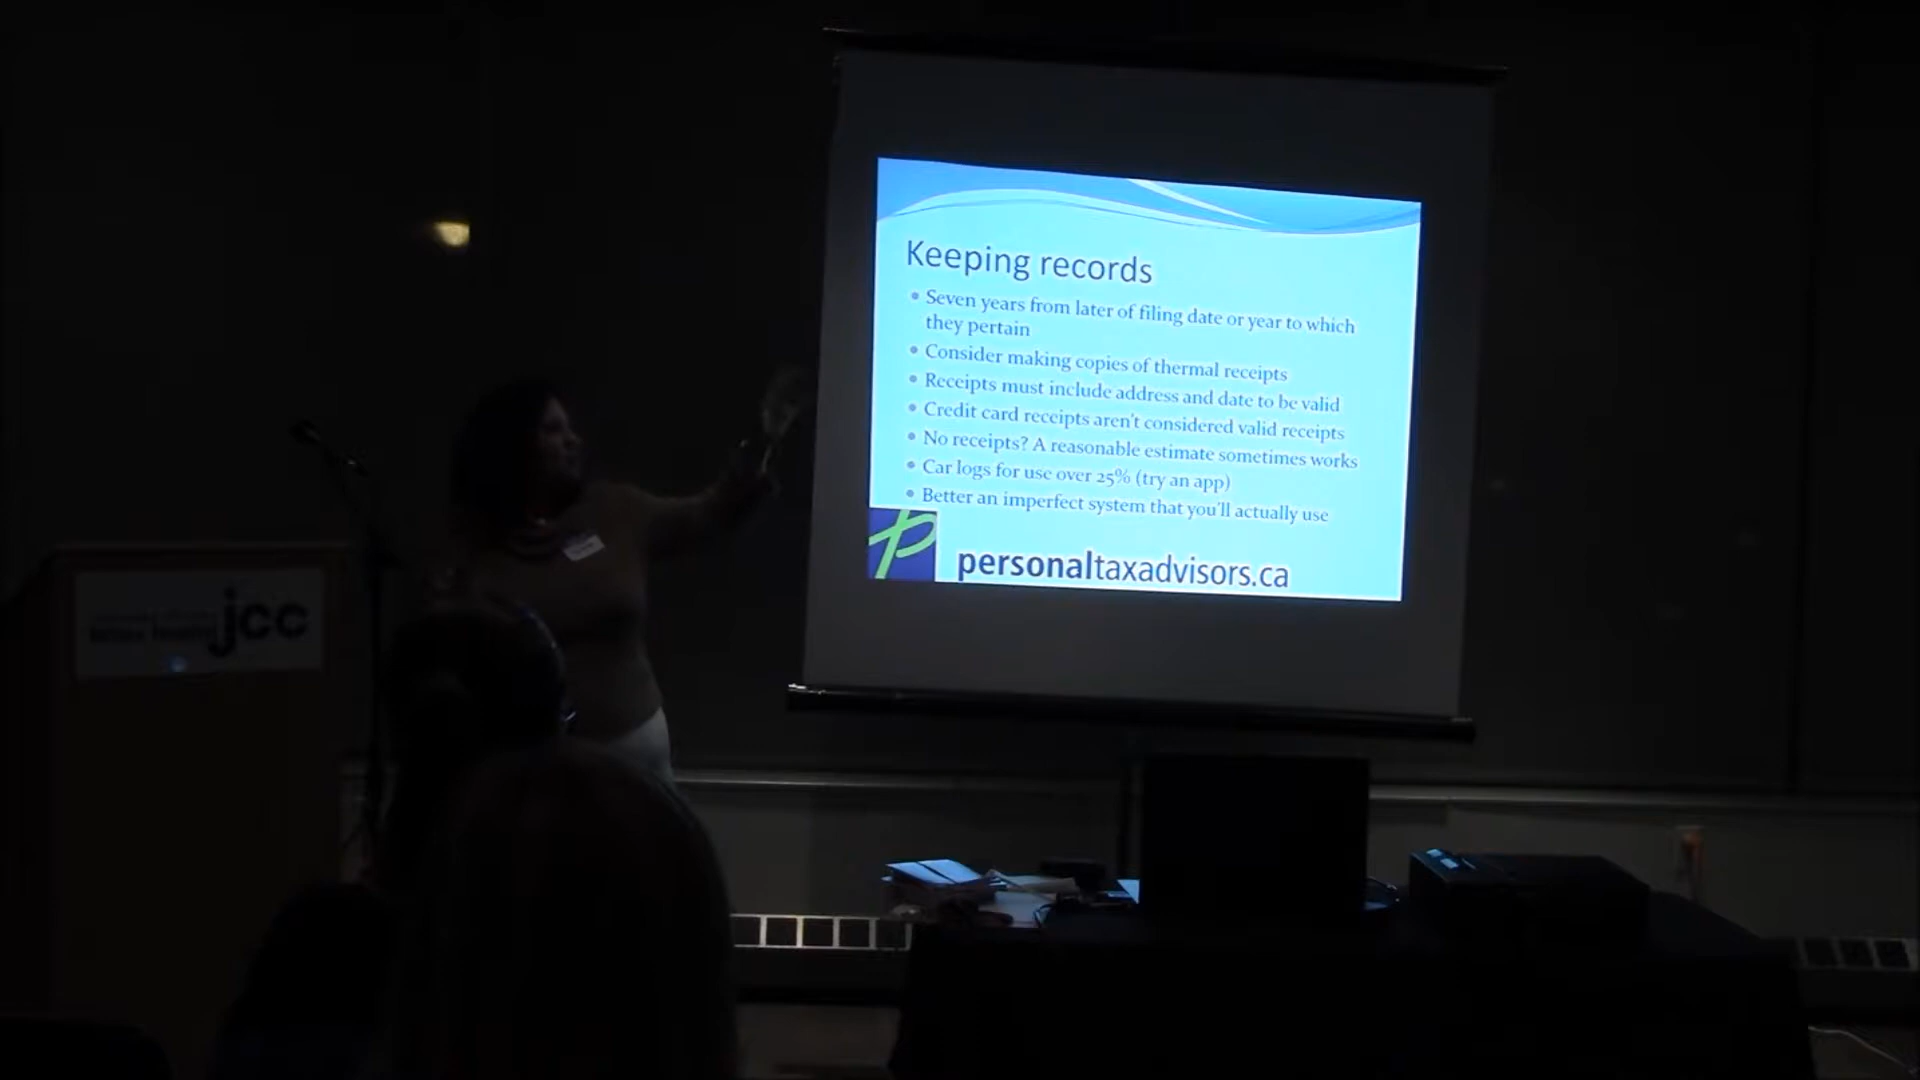 Keeping records
• Seven years from later of filing date or year to which
they pertain
• Consider making copies of thermal receipts
• Receipts must include address and date to be valid
• Credit card receipts aren't considered valid receipts
• No receipts? A reasonable estimate sometimes works
• Car logs for use over 25% (try an app)
• Better an imperfect system that you'll actually use
personaltaxadvisors.ca
jcc